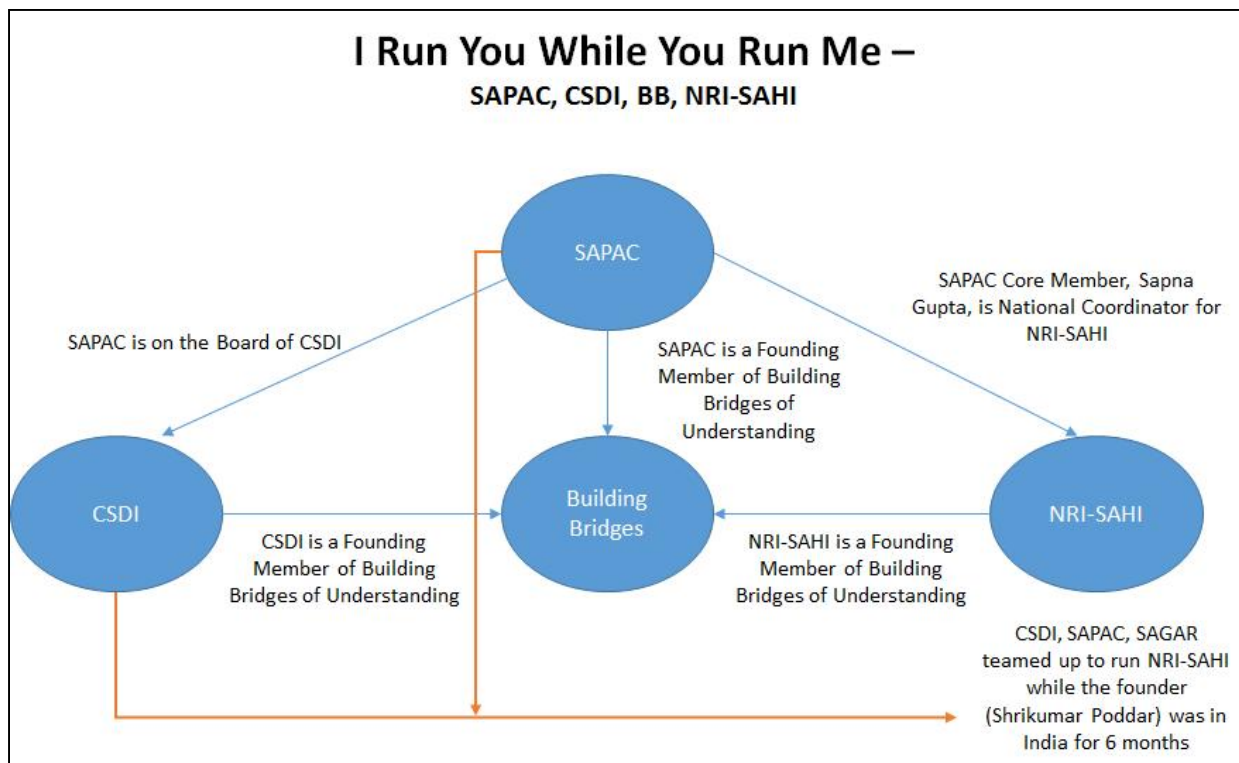 I Run You While You Run Me –
SAPAC, CSDI, BB, NRI-SAHI
SAPAC
SAPAC Core Member, Sapna
Gupta, is National Coordinator for
NRI-SAHI
SAPAC is on the Board of CSDI
SAPAC is a Founding
Member of Building
Bridges of
Understanding
CSDI
Building
Bridges
NRI-SAHI
CSDI is a Founding
Member of Building
Bridges of Understanding
NRI-SAHI is a Founding
Member of Building
Bridges of Understanding
CSDI, SAPAC, SAGAR
teamed up to run NRI-SAHI
while the founder
(Shrikumar Poddar) was in
India for 6 months